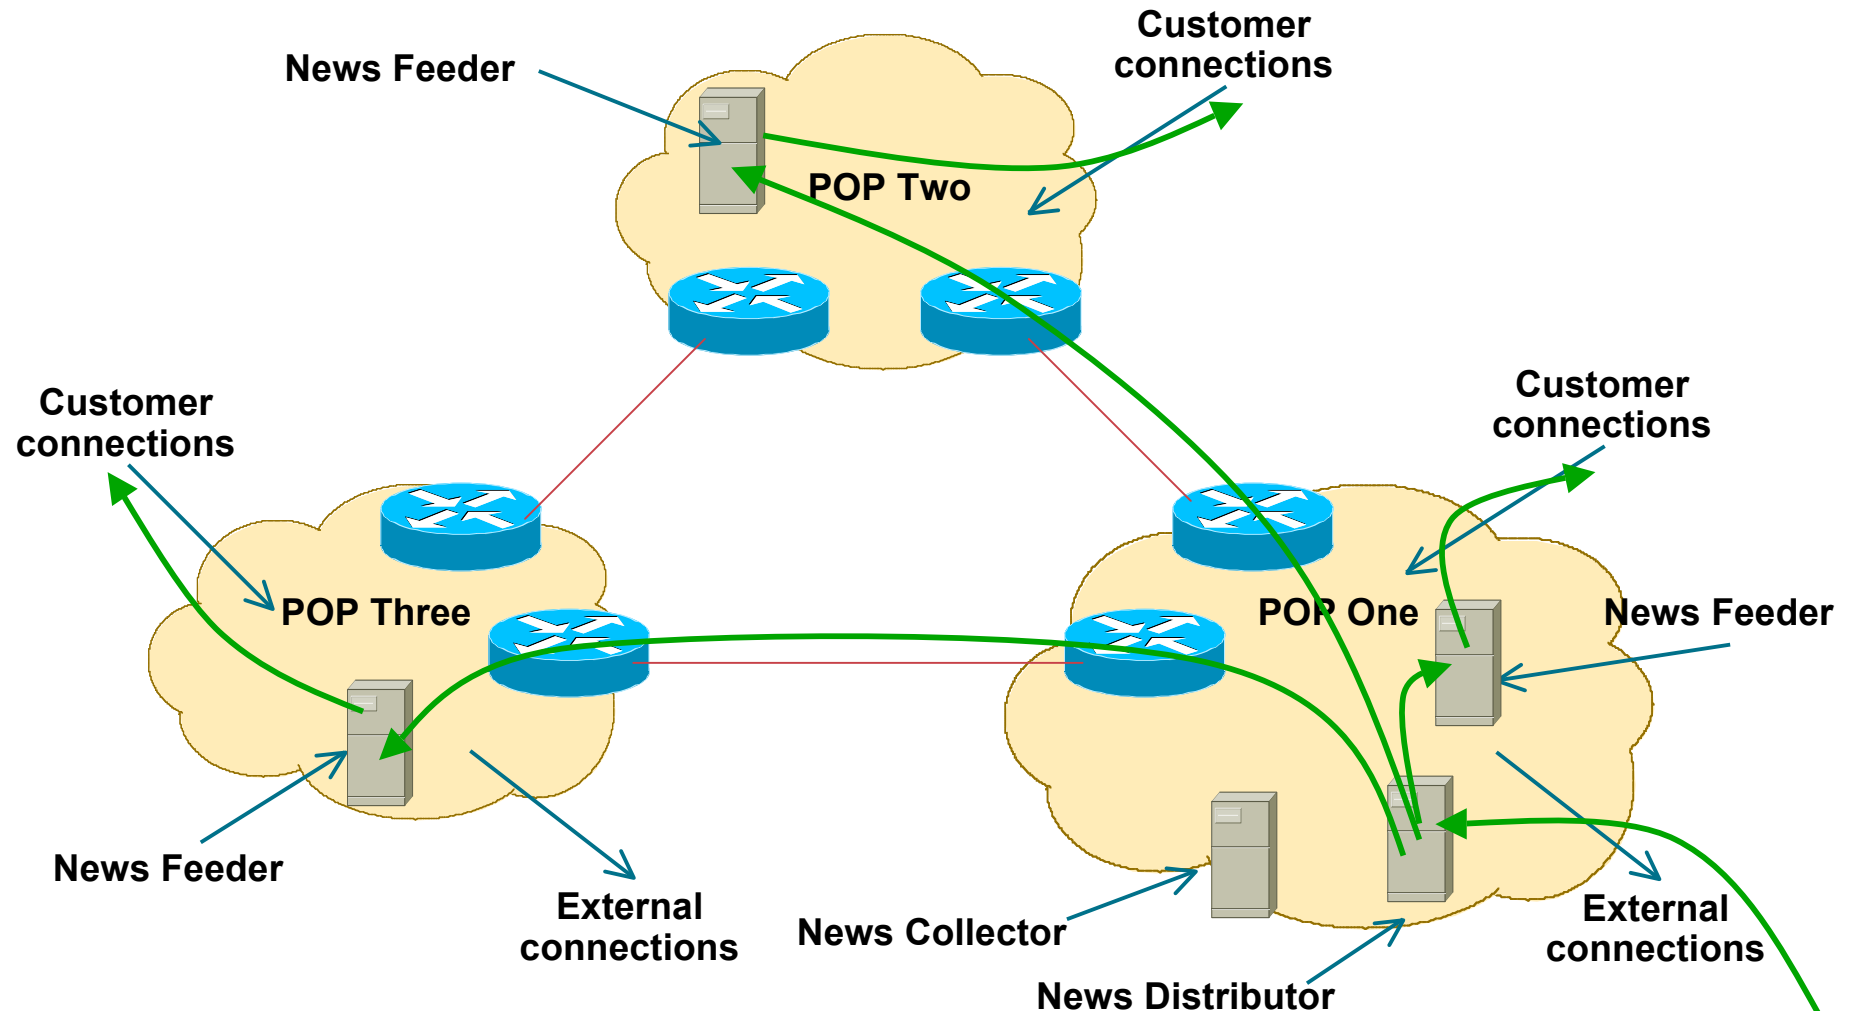 Customer
connections
News Feeder
POP Two
Customer
connections
Customer
connections
POP Three
POP One
News Feeder
News Feeder
External
connections
News Collector
External
connections
News Distributor